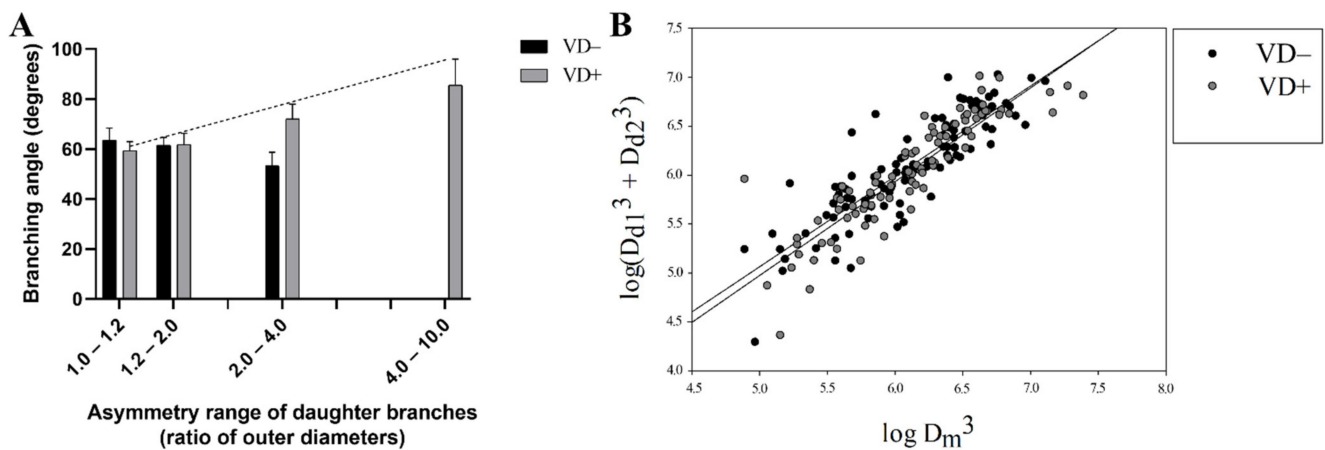 A
Branching angle (degrees)
100
80
60
40
20
0
1.0 – 1.2
1.2 – 2.0
2.0 – 4.0
4.0 – 10.0
Asymmetry range of daughter branches
(ratio of outer diameters)
VD–
VD+
B
log(Dd1³ + Dd2³)
7.5
7.0
6.5
6.0
5.5
5.0
4.5
4.0
4.5
5.0
5.5
6.0
6.5
7.0
7.5
8.0
log Dm³
VD–
VD+